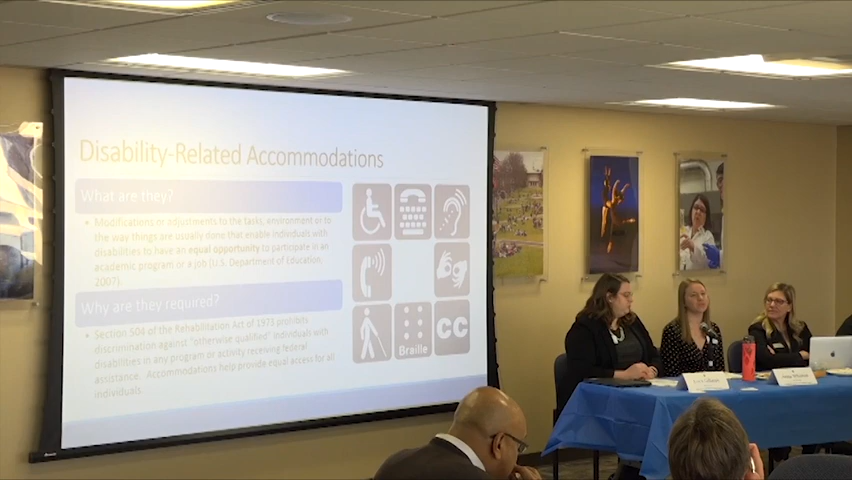 Disability-Related Accommodations
What are they?
• Modifications or adjustments to the tasks, environment or to
the way things are usually done that enable individuals with
disabilities to have an equal opportunity to participate in an
academic program or a job (U.S. Department of Education,
2007).
Why are they required?
• Section 504 of the Rehabilitation Act of 1973 prohibits
discrimination against "otherwise qualified" individuals with
disabilities in any program or activity receiving federal
assistance. Accommodations help provide equal access for all
individuals.
Braille
CC